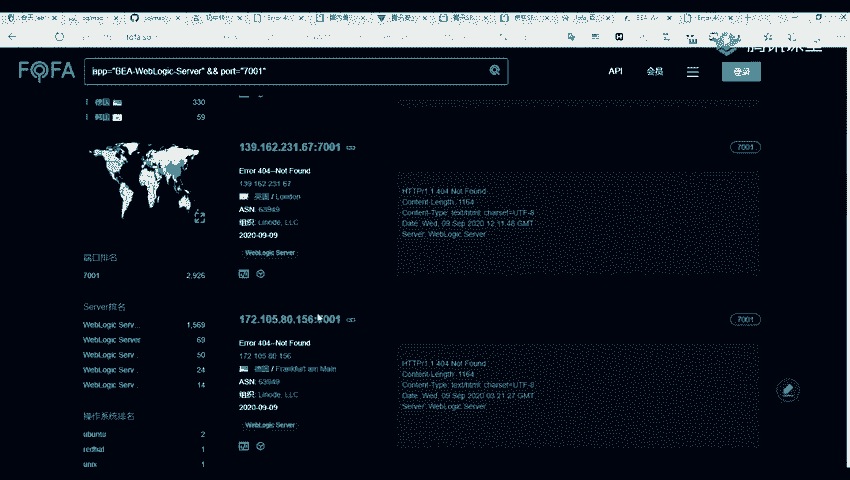 fofa.so
腾讯课堂
FOFA
app="BEA-WebLogic-Server" && port="7001"
API
会员
登录
德国
330
韩国
59
139.162.231.67:7001
7001
Error 404--Not Found
139.162.231.67
英国 / London
ASN: 63949
组织: Linode, LLC
2020-09-09
WebLogic Server
HTTP/1.1 404 Not Found
Content-Length: 1164
Content-Type: text/html; charset=UTF-8
Date: Wed, 09 Sep 2020 12:11:48 GMT
Server: WebLogic Server
端口排名
7001
2,926
Server排名
WebLogic Serv...
1,569
WebLogic Server
69
WebLogic Serv...
50
WebLogic Serv...
24
WebLogic Serv...
14
操作系统排名
ubuntu
2
redhat
1
unix
1
172.105.80.156:7001
7001
Error 404--Not Found
172.105.80.156
德国 / Frankfurt am Main
ASN: 63949
组织: Linode, LLC
2020-09-09
WebLogic Server
HTTP/1.1 404 Not Found
Content-Length: 1164
Content-Type: text/html; charset=UTF-8
Date: Wed, 09 Sep 2020 03:21:27 GMT
Server: WebLogic Server